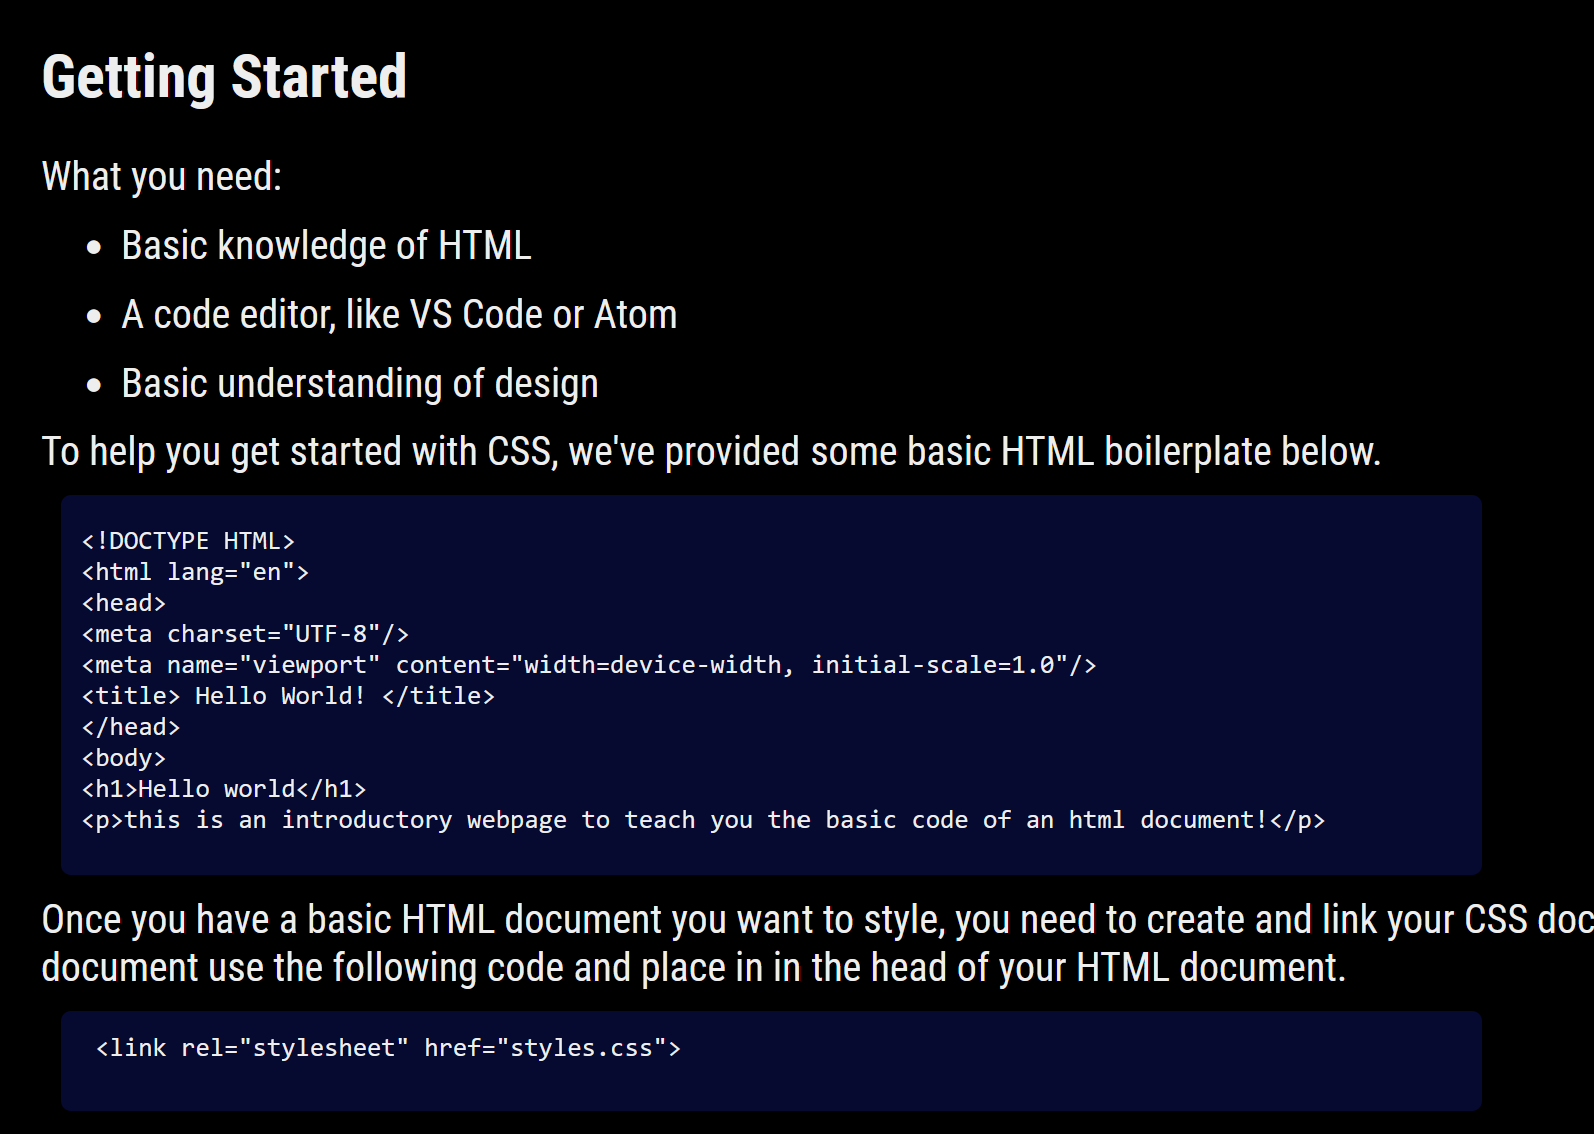 Getting Started
What you need:
Basic knowledge of HTML
A code editor, like VS Code or Atom
Basic understanding of design
To help you get started with CSS, we've provided some basic HTML boilerplate below.
<!DOCTYPE HTML>
<html lang="en">
<head>
<meta charset="UTF-8"/>
<meta name="viewport" content="width=device-width, initial-scale=1.0"/>
<title> Hello World! </title>
</head>
<body>
<h1>Hello world</h1>
<p>this is an introductory webpage to teach you the basic code of an html document!</p>
Once you have a basic HTML document you want to style, you need to create and link your CSS
document use the following code and place in in the head of your HTML document.
<link rel="stylesheet" href="styles.css">